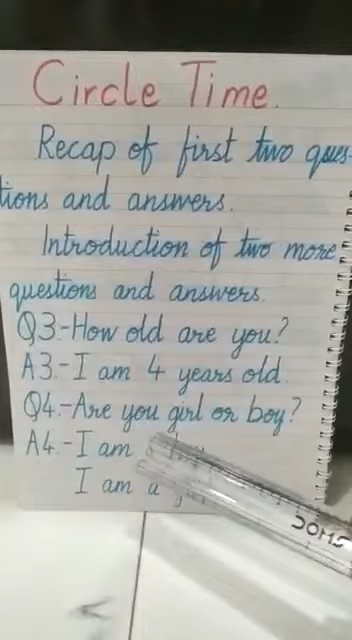 Circle Time.
Recap of first two ques-
tions and answers.
Introduction of two more
questions and answers.
Q3.-How old are you?
A3.-I am 4 years old.
Q4.-Are you girl or boy?
A4.-I am
I am a
DOMS